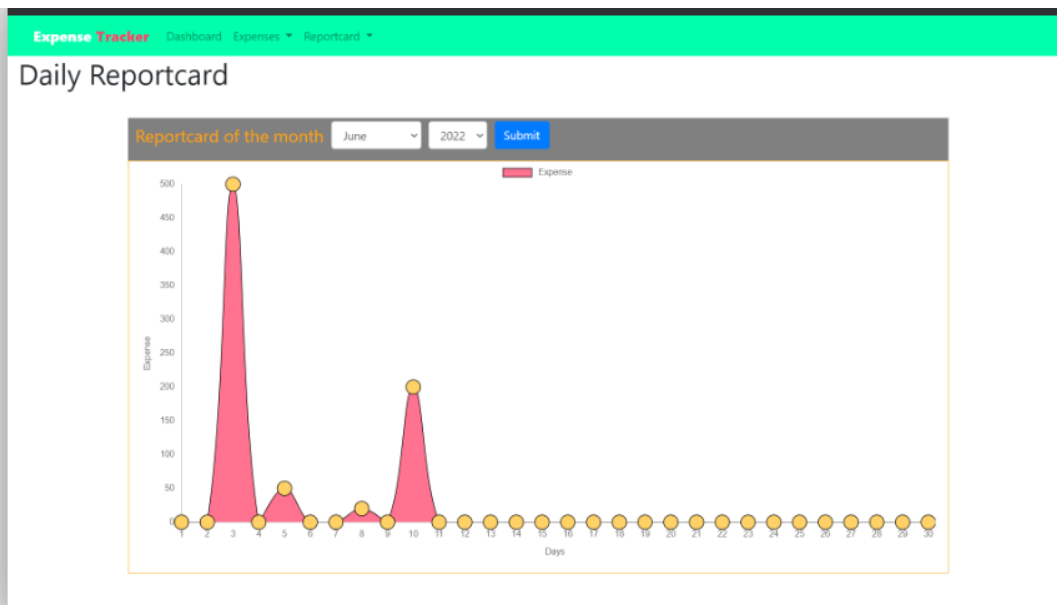 Expense Tracker Dashboard Expenses Reportcard
Daily Reportcard
Reportcard of the month June 2022 Submit
Expense
500
450
400
350
300
250
200
150
100
50
0
Expense
1 2 3 4 5 6 7 8 9 10 11 12 13 14 15 16 17 18 19 20 21 22 23 24 25 26 27 28 29 30
Days